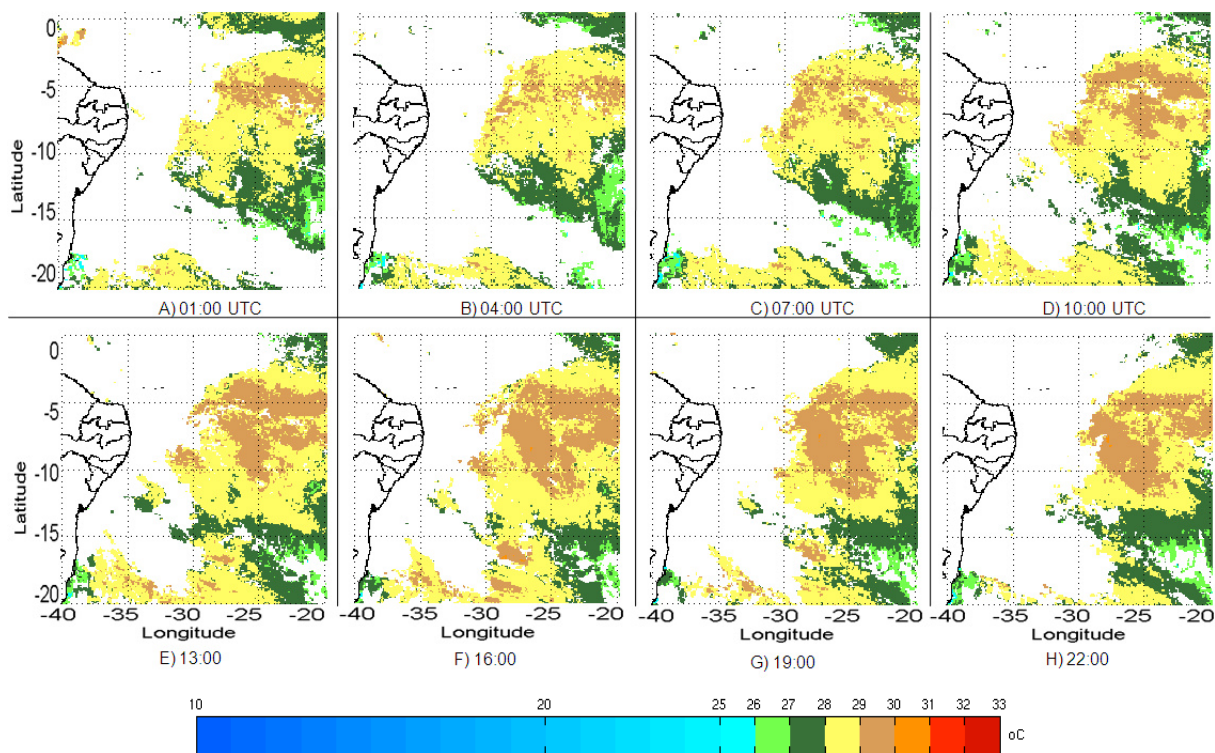 0
-5
-10
-15
-20
Latitude
A) 01:00 UTC
B) 04:00 UTC
C) 07:00 UTC
D) 10:00 UTC
0
-5
-10
-15
-20
Latitude
-40 -35 -30 -25 -20
-40 -35 -30 -25 -20
-40 -35 -30 -25 -20
-40 -35 -30 -25 -20
Longitude
Longitude
Longitude
Longitude
E) 13:00
F) 16:00
G) 19:00
H) 22:00
10 20 25 26 27 28 29 30 31 32 33
oC